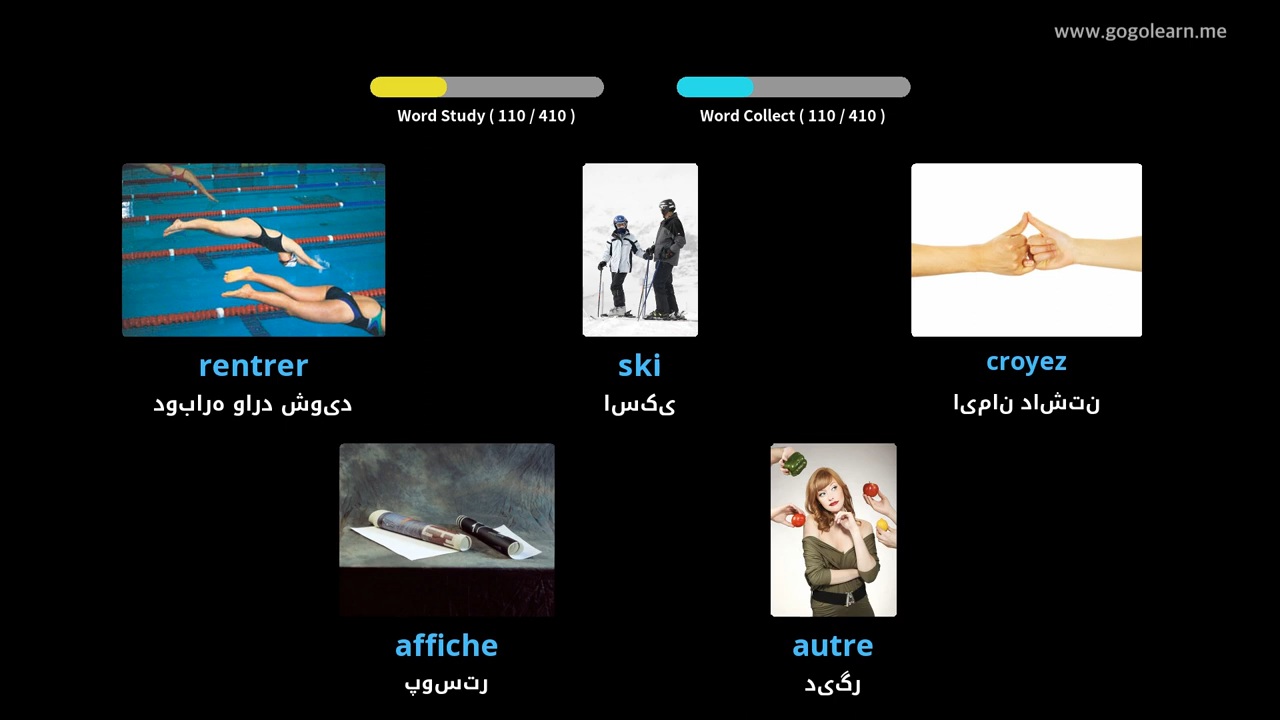 www.gogolearn.me
Word Study ( 110 / 410 )
Word Collect ( 110 / 410 )
rentrer
دیوش دراو هرابود
ski
یکسا
croyez
نتشاد نامیا
affiche
رتسوپ
autre
رگید